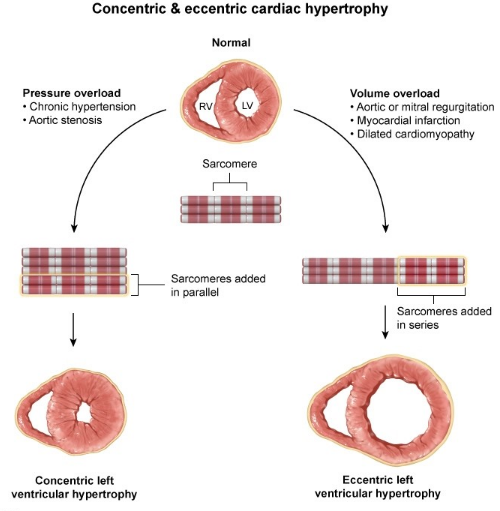 Concentric & eccentric cardiac hypertrophy
Normal
Pressure overload
• Chronic hypertension
• Aortic stenosis
RV
LV
Volume overload
• Aortic or mitral regurgitation
• Myocardial infarction
• Dilated cardiomyopathy
Sarcomere
Sarcomeres added
in parallel
Sarcomeres added
in series
Concentric left
ventricular hypertrophy
Eccentric left
ventricular hypertrophy